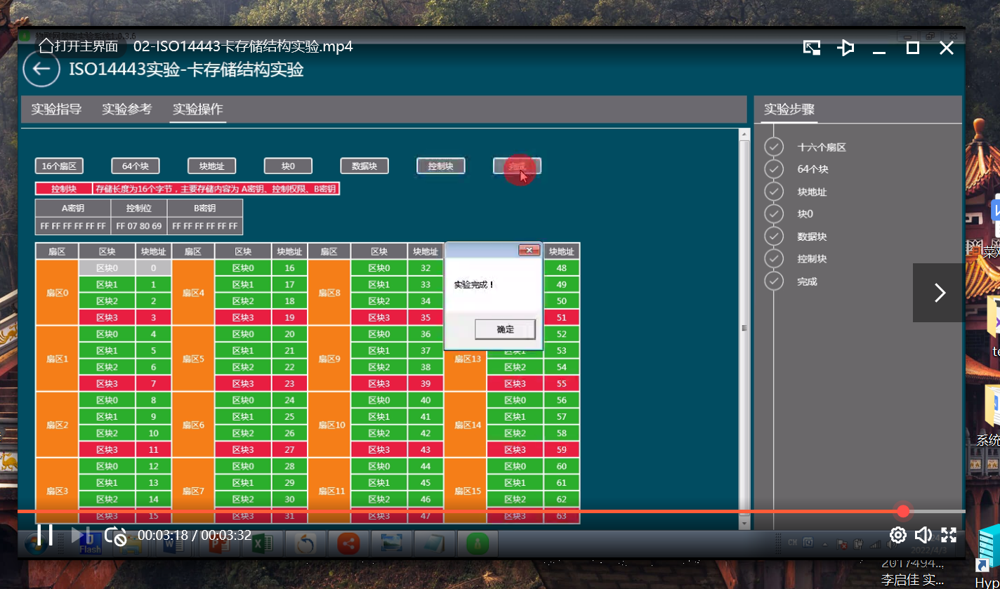 物联网基础实验系统1.0.3.6
打开主界面 02-ISO14443卡存储结构实验.mp4
ISO14443实验-卡存储结构实验
实验指导 实验参考 实验操作 实验步骤
16个扇区 64个块 块地址 块0 数据块 控制块 完成
控制块 存储长度为16个字节，主要存储内容为 A密钥、控制权限、B密钥
A密钥 控制位 B密钥
FF FF FF FF FF FF FF 07 80 69 FF FF FF FF FF FF
十六个扇区
64个块
块地址
块0
数据块
控制块
完成
扇区 区块 块地址 扇区 区块 块地址 扇区 区块 块地址 块地址
区块0 0 区块0 16 区块0 32 48
扇区0 区块1 1 扇区4 区块1 17 扇区8 区块1 33 49
区块2 2 区块2 18 区块2 34 50
区块3 3 区块3 19 区块3 35 51
区块0 4 区块0 20 区块0 36 52
扇区1 区块1 5 扇区5 区块1 21 扇区9 区块1 37 扇区13 区块1 53
区块2 6 区块2 22 区块2 38 区块2 54
区块3 7 区块3 23 区块3 39 区块3 55
区块0 8 区块0 24 区块0 40 区块0 56
扇区2 区块1 9 扇区6 区块1 25 扇区10 区块1 41 扇区14 区块1 57
区块2 10 区块2 26 区块2 42 区块2 58
区块3 11 区块3 27 区块3 43 区块3 59
区块0 12 区块0 28 区块0 44 区块0 60
扇区3 区块1 13 扇区7 区块1 29 扇区11 区块1 45 扇区15 区块1 61
区块2 14 区块2 30 区块2 46 区块2 62
区块3 15 区块3 31 区块3 47 区块3 63
实验完成！
确定
00:03:18 / 00:03:32
Flash
CH
2022/4/3
系统
2017494...
李启佳 实...
Hyp